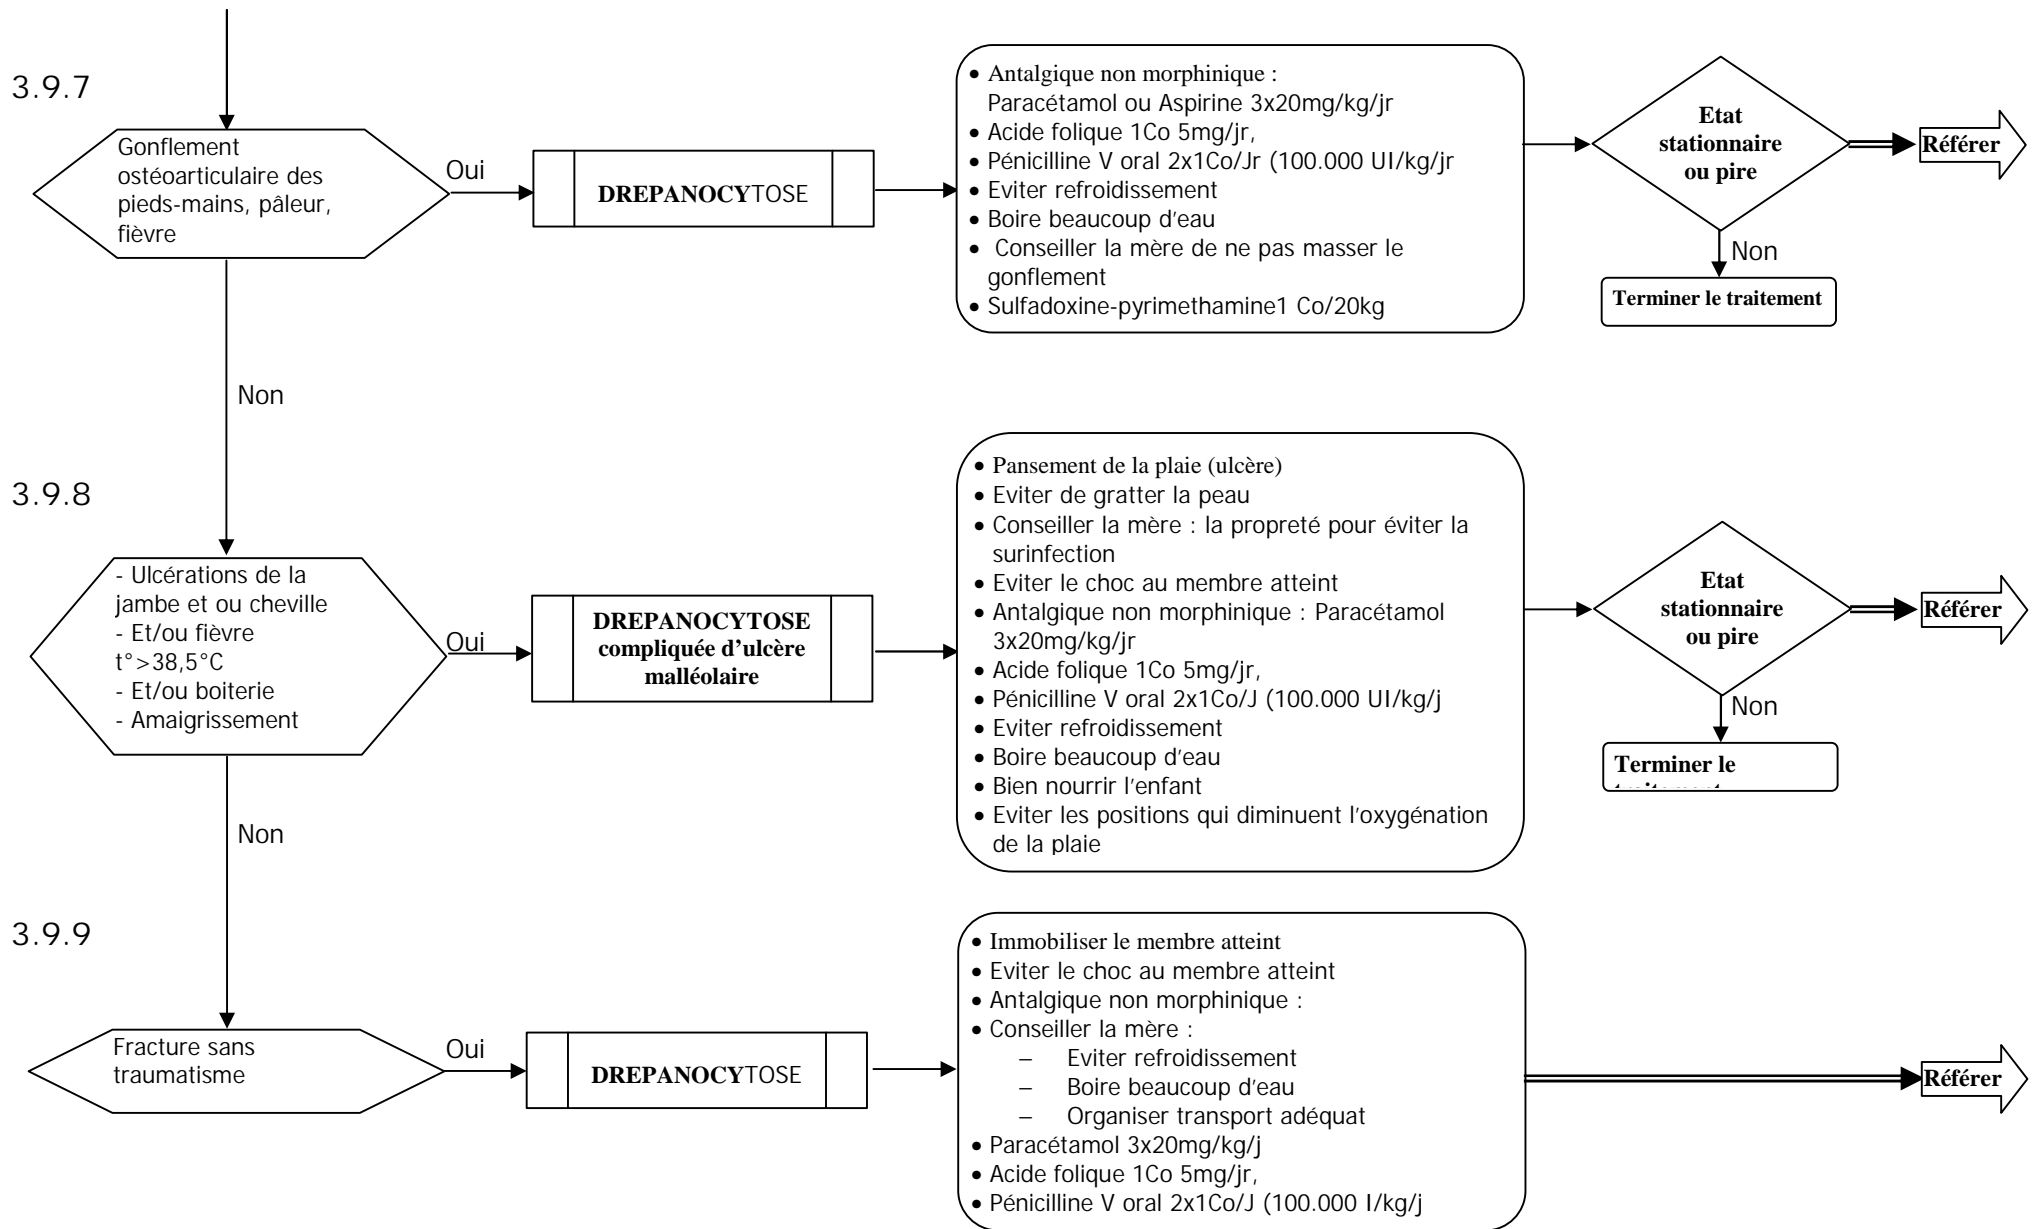 3.9.7
Gonflement
ostéoarticulaire des
pieds-mains, pâleur,
fièvre
Oui
DREPANOCYTOSE
• Antalgique non morphinique :
Paracétamol ou Aspirine 3x20mg/kg/jr
• Acide folique 1Co 5mg/jr,
• Pénicilline V oral 2x1Co/Jr (100.000 UI/kg/jr
• Eviter refroidissement
• Boire beaucoup d'eau
• Conseiller la mère de ne pas masser le
gonflement
• Sulfadoxine-pyrimethamine1 Co/20kg
Etat
stationnaire
ou pire
Référer
Non
Terminer le traitement
Non
3.9.8
- Ulcérations de la
jambe et ou cheville
- Et/ou fièvre
t°>38,5°C
- Et/ou boiterie
- Amaigrissement
Oui
DREPANOCYTOSE
compliquée d'ulcère
malléolaire
• Pansement de la plaie (ulcère)
• Eviter de gratter la peau
• Conseiller la mère : la propreté pour éviter la
surinfection
• Eviter le choc au membre atteint
• Antalgique non morphinique : Paracétamol
3x20mg/kg/jr
• Acide folique 1Co 5mg/jr,
• Pénicilline V oral 2x1Co/J (100.000 UI/kg/j
• Eviter refroidissement
• Boire beaucoup d'eau
• Bien nourrir l'enfant
• Eviter les positions qui diminuent l'oxygénation
de la plaie
Etat
stationnaire
ou pire
Référer
Non
Terminer le
Non
3.9.9
Fracture sans
traumatisme
Oui
DREPANOCYTOSE
• Immobiliser le membre atteint
• Eviter le choc au membre atteint
• Antalgique non morphinique :
• Conseiller la mère :
– Eviter refroidissement
– Boire beaucoup d'eau
– Organiser transport adéquat
• Paracétamol 3x20mg/kg/j
• Acide folique 1Co 5mg/jr,
• Pénicilline V oral 2x1Co/J (100.000 I/kg/j
Référer